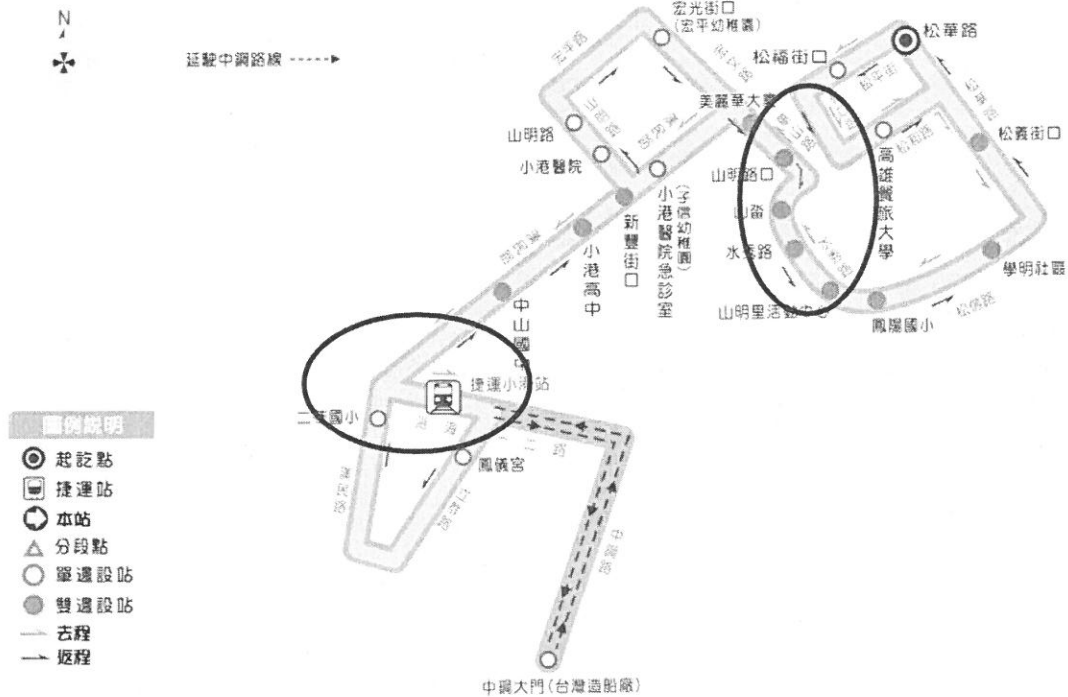 N
延駛中鋼路線
宏光街口
(宏平幼稚園)
松華路
松福街口
美麗華大
山明路
小港醫院
山明路口
松義街口
高雄餐旅大學
小港醫院急診室
(子信幼稚園)
新豐街口
小港高中
中山國中
水秀路
山明里活動中心
鳳陽國小
學明社區
松信路
捷運小港站
國小
鳳儀宮
中鋼大門(台灣造船廠)
圖例說明
起訖點
捷運站
本站
分段點
單邊設站
雙邊設站
去程
返程